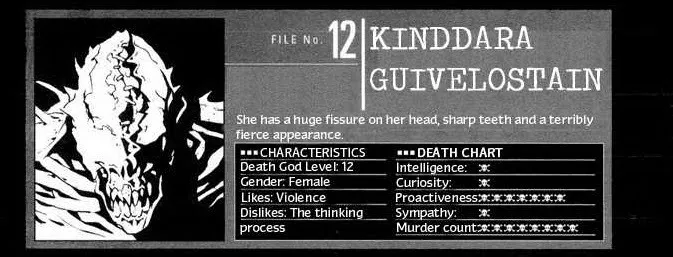 FILE No. 12
KINDDARA
GUIVELOSTAIN
She has a huge fissure on her head, sharp teeth and a terribly
fierce appearance.
CHARACTERISTICS
Death God Level: 12
Gender: Female
Likes: Violence
Dislikes: The thinking
process
DEATH CHART
Intelligence:
Curiosity:
Proactiveness:
Sympathy:
Murder count: